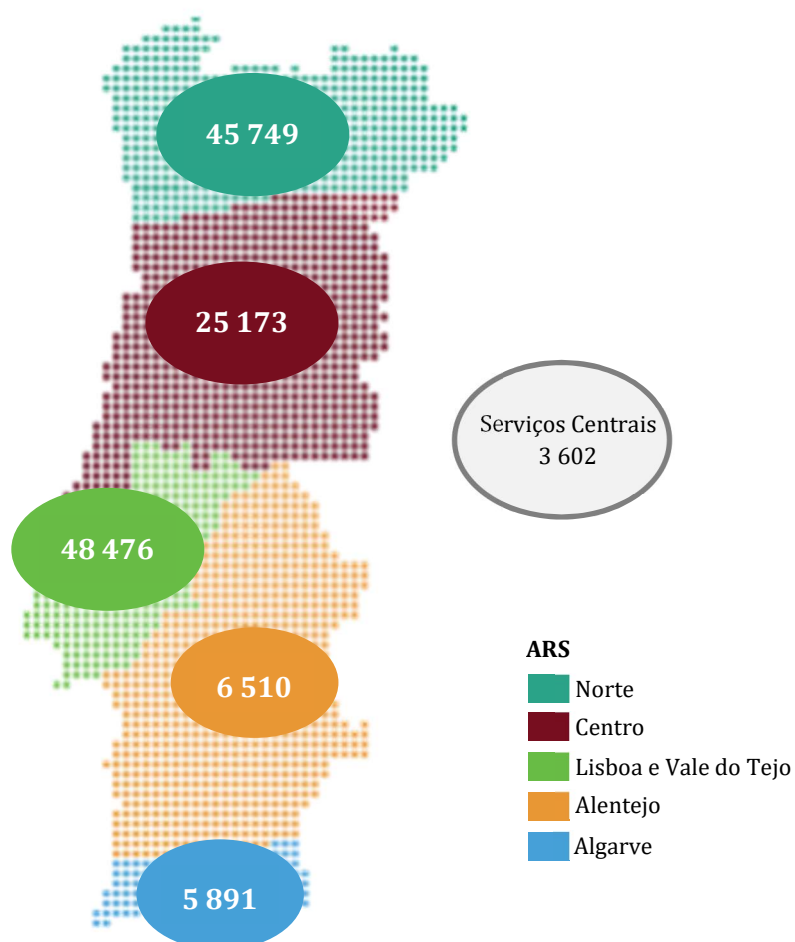 45 749
25 173
Serviços Centrais
3 602
48 476
6 510
5 891
ARS
Norte
Centro
Lisboa e Vale do Tejo
Alentejo
Algarve